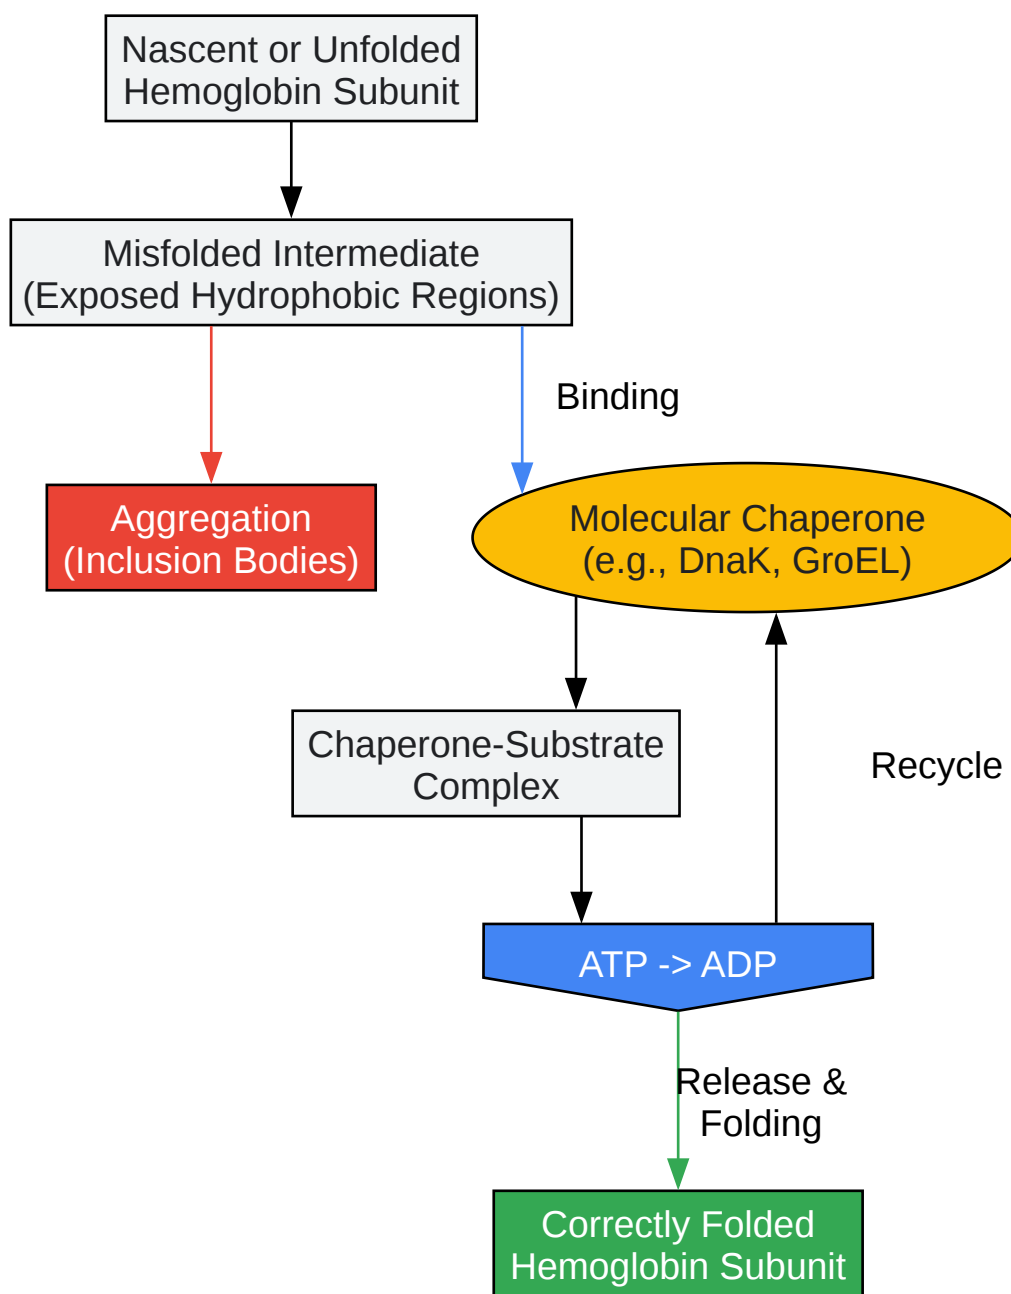 Nascent or Unfolded
Hemoglobin Subunit
Misfolded Intermediate
(Exposed Hydrophobic Regions)
Binding
Aggregation
(Inclusion Bodies)
Molecular Chaperone
(e.g., DnaK, GroEL)
Chaperone-Substrate
Complex
Recycle
ATP -> ADP
Release &
Folding
Correctly Folded
Hemoglobin Subunit